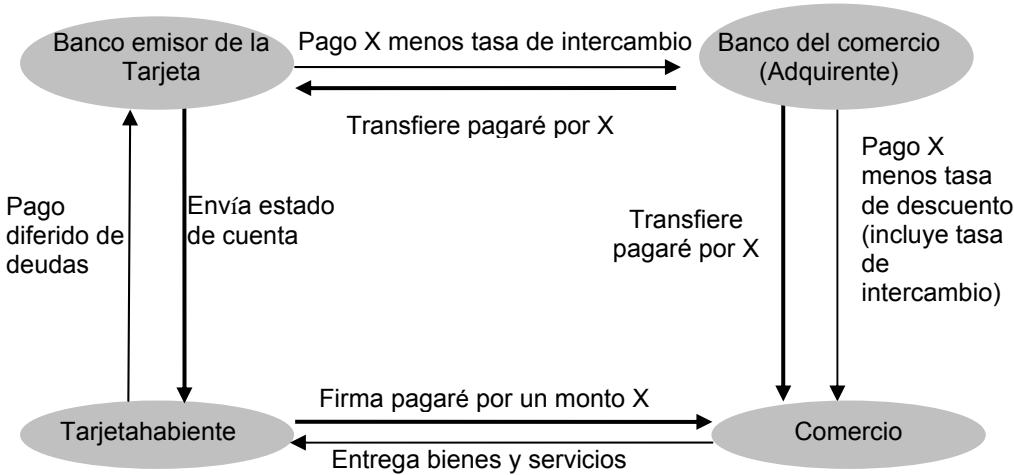 Banco emisor de la
Tarjeta
Pago X menos tasa de intercambio
Banco del comercio
(Adquirente)
Transfiere pagaré por X
Pago
diferido de
deudas
Envía estado
de cuenta
Transfiere
pagaré por X
Pago X
menos tasa
de descuento
(incluye tasa
de
intercambio)
Firma pagaré por un monto X
Tarjetahabiente
Comercio
Entrega bienes y servicios